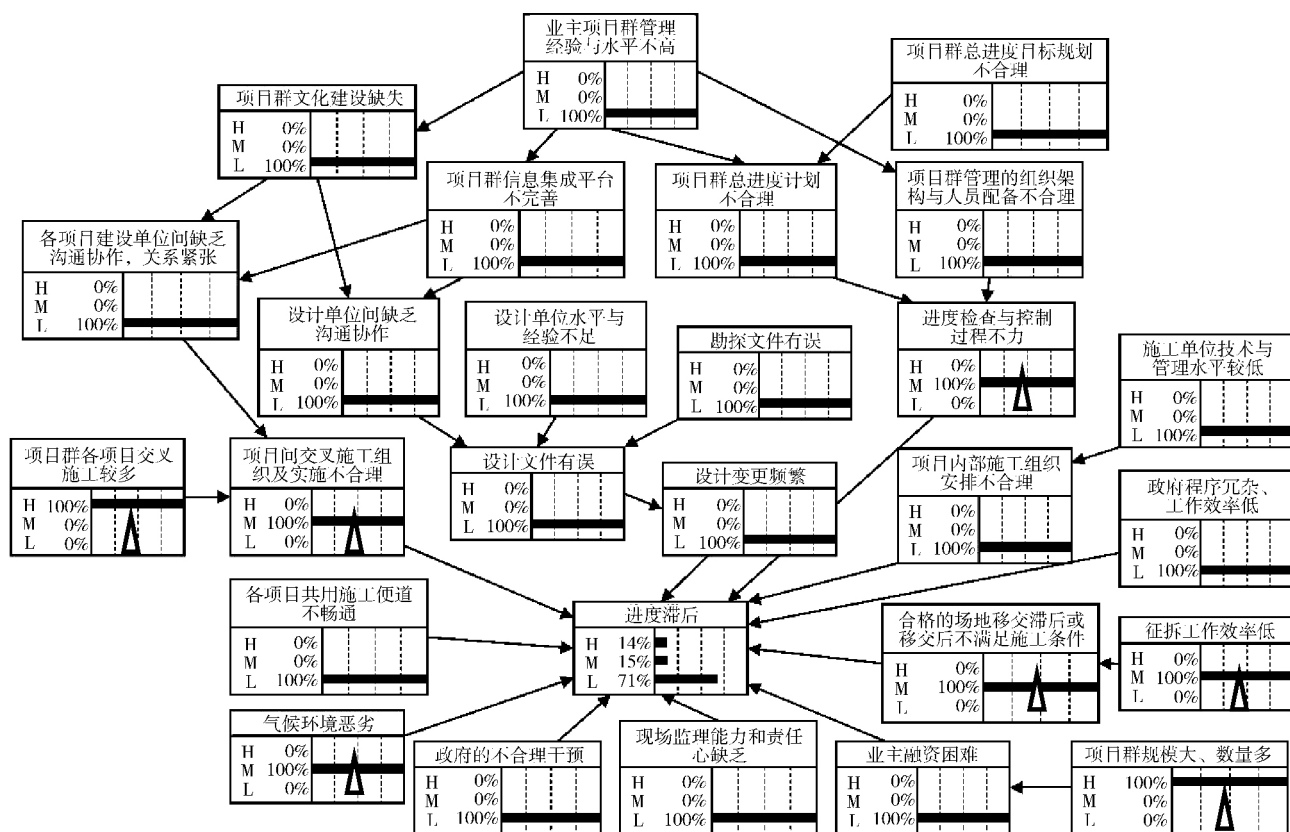 业主项目群管理
经验与水平不高
H 0%
M 0%
L 100%
项目群总进度目标规划
不合理
H 0%
M 0%
L 100%
项目群文化建设缺失
H 0%
M 0%
L 100%
项目群信息集成平台
不完善
H 0%
M 0%
L 100%
项目群总进度计划
不合理
H 0%
M 0%
L 100%
项目群管理的组织架
构与人员配备不合理
H 0%
M 0%
L 100%
各项目建设单位间缺乏
沟通协作，关系紧张
H 0%
M 0%
L 100%
设计单位间缺乏
沟通协作
H 0%
M 0%
L 100%
设计单位水平与
经验不足
H 0%
M 0%
L 100%
勘探文件有误
H 0%
M 0%
L 100%
进度检查与控制
过程不力
H 0%
M 100%
L 0%
施工单位技术与
管理水平较低
H 0%
M 0%
L 100%
项目群各项目交叉
施工较多
H 100%
M 0%
L 0%
项目间交叉施工组
织及实施不合理
H 0%
M 100%
L 0%
设计文件有误
H 0%
M 0%
L 100%
设计变更频繁
H 0%
M 0%
L 100%
项目内部施工组织
安排不合理
H 0%
M 0%
L 100%
政府程序冗杂、
工作效率低
H 0%
M 0%
L 100%
各项目共用施工便道
不畅通
H 0%
M 0%
L 100%
进度滞后
H 14%
M 15%
L 71%
合格的场地移交滞后或
移交后不满足施工条件
H 0%
M 100%
L 0%
征拆工作效率低
H 0%
M 100%
L 0%
气候环境恶劣
H 0%
M 100%
L 0%
政府的不合理干预
H 0%
M 0%
L 100%
现场监理能力和责任
心缺乏
H 0%
M 0%
L 100%
业主融资困难
H 0%
M 0%
L 100%
项目群规模大、数量多
H 100%
M 0%
L 0%